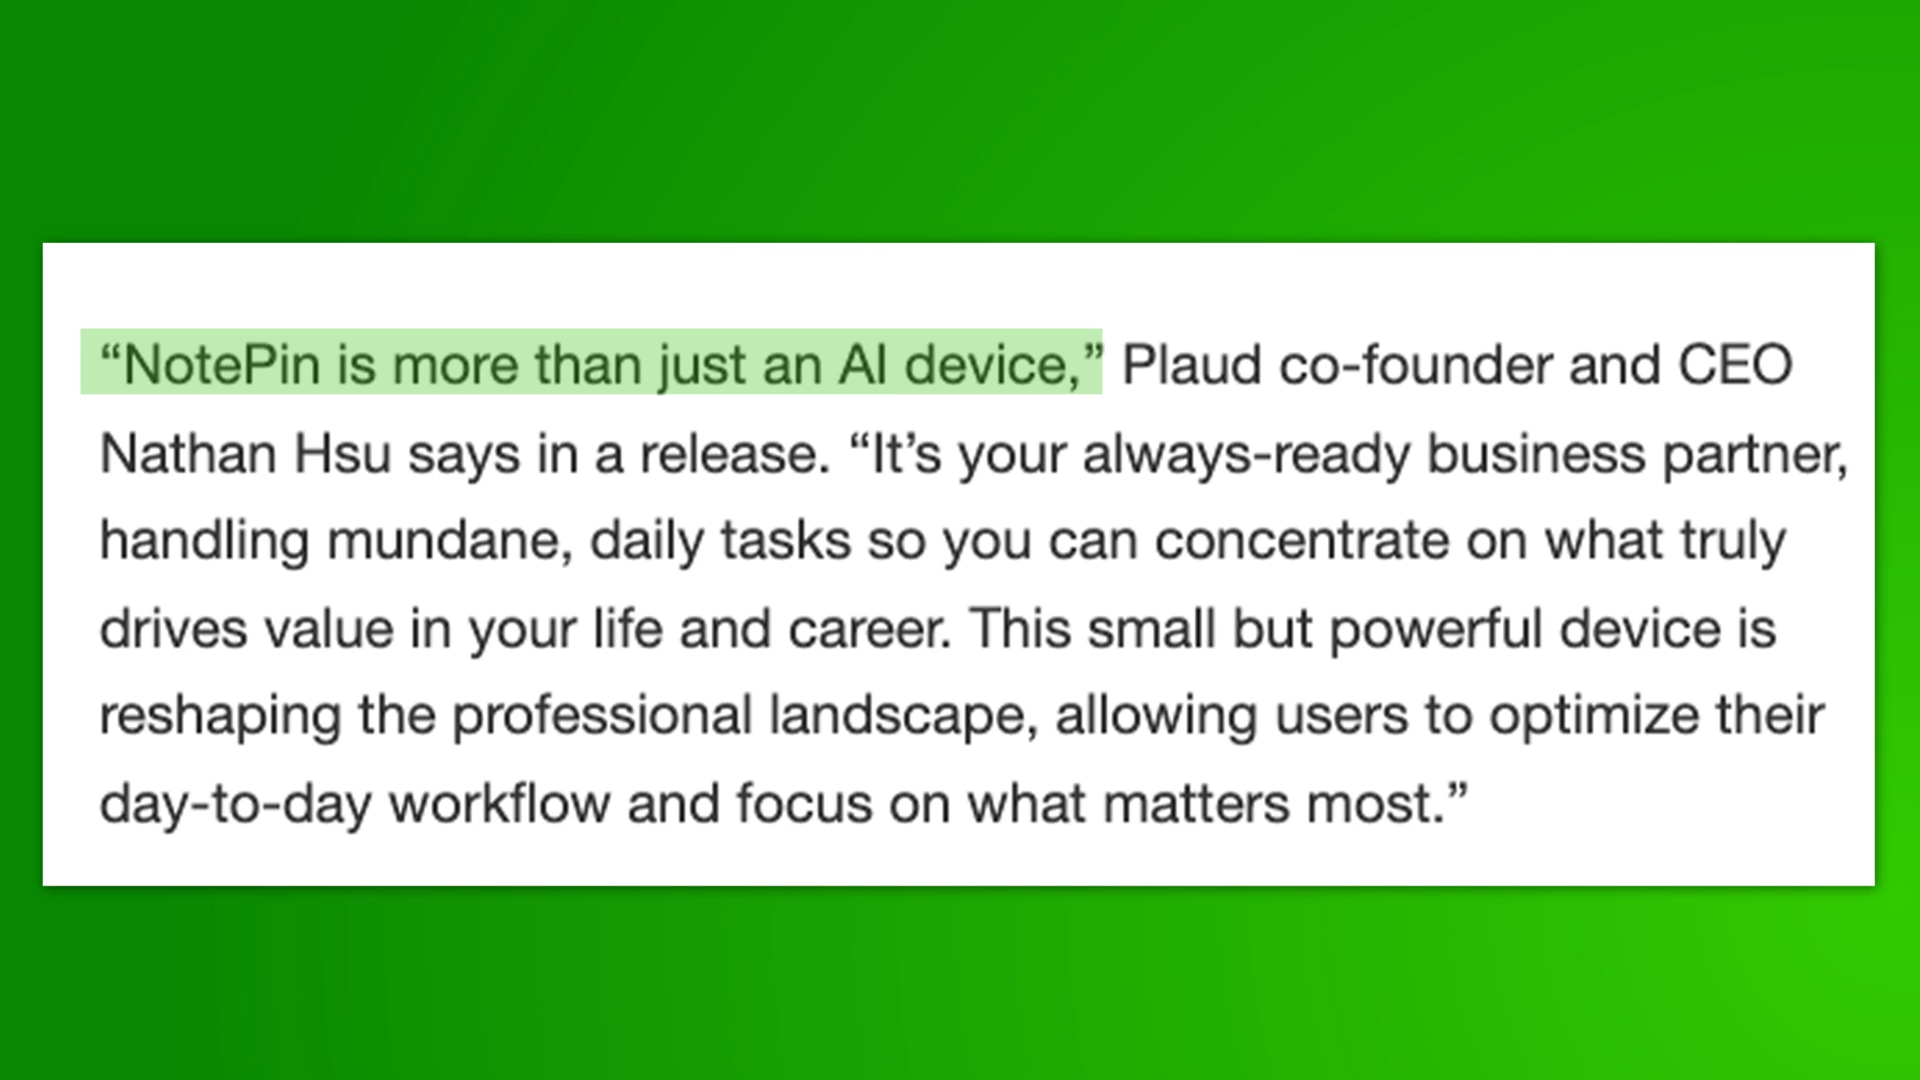 “NotePin is more than just an AI device,” Plaud co-founder and CEO
Nathan Hsu says in a release. “It’s your always-ready business partner,
handling mundane, daily tasks so you can concentrate on what truly
drives value in your life and career. This small but powerful device is
reshaping the professional landscape, allowing users to optimize their
day-to-day workflow and focus on what matters most.”